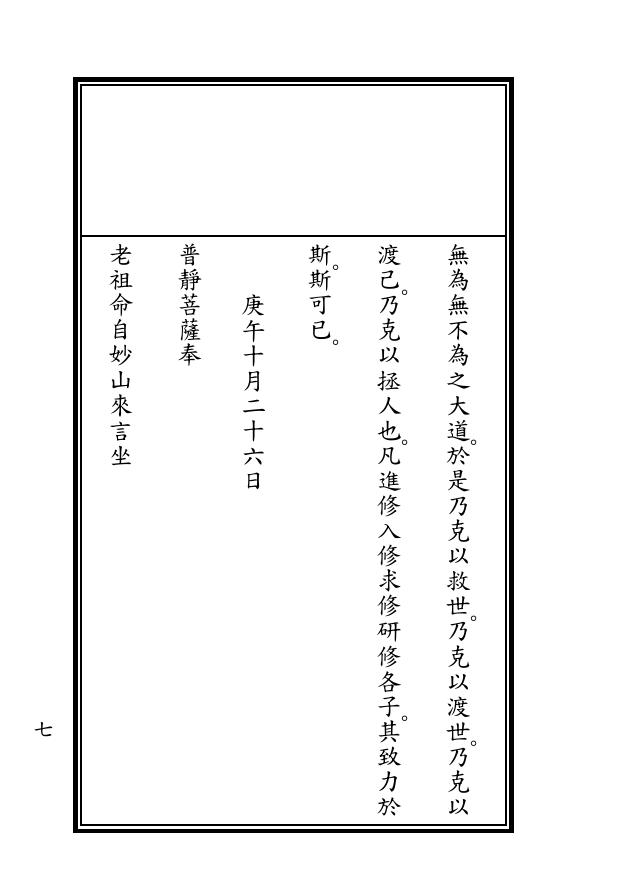 無為無不為之大道。於是乃克以救世。乃克以渡世。乃克以
渡己。乃克以拯人也。凡進修入修求修研修各子。其致力於
斯。斯可已。
庚午十月二十六日
普靜菩薩奉
老祖命自妙山來言坐
七